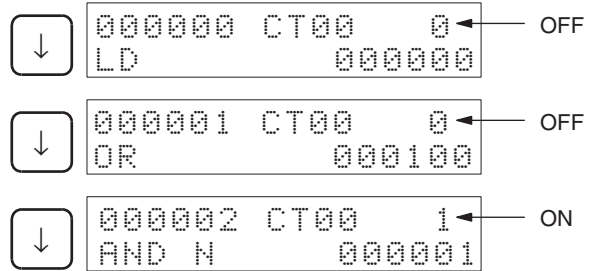 ↓ 000000 CT00 0 OFF
LD 000000
↓ 000001 CT00 0 OFF
OR 000100
↓ 000002 CT00 1 ON
AND N 000001